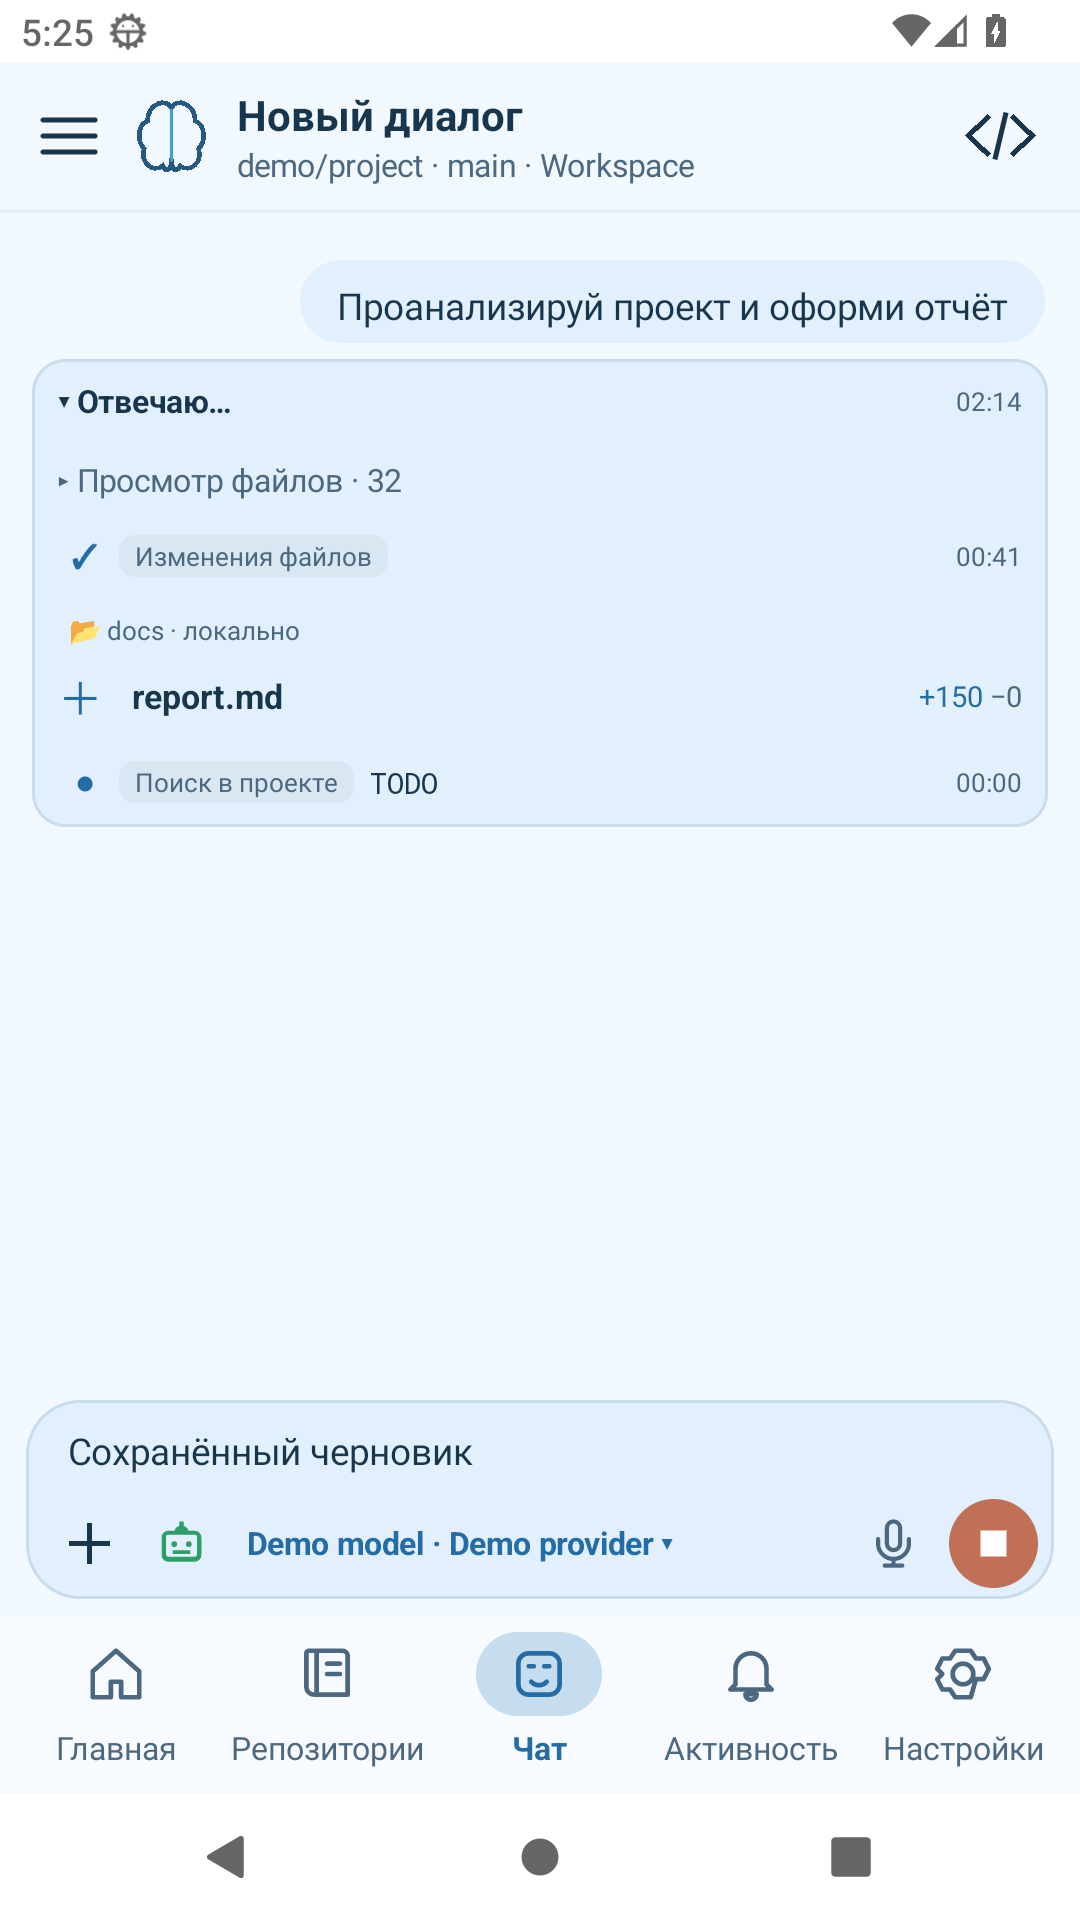 5:25
Новый диалог
demo/project · main · Workspace
Проанализируй проект и оформи отчёт
▾ Отвечаю… 02:14
▸ Просмотр файлов · 32
✓ Изменения файлов 00:41
📂 docs · локально
+ report.md +150 −0
● Поиск в проекте TODO 00:00
Сохранённый черновик
Demo model · Demo provider ▾
Главная Репозитории Чат Активность Настройки